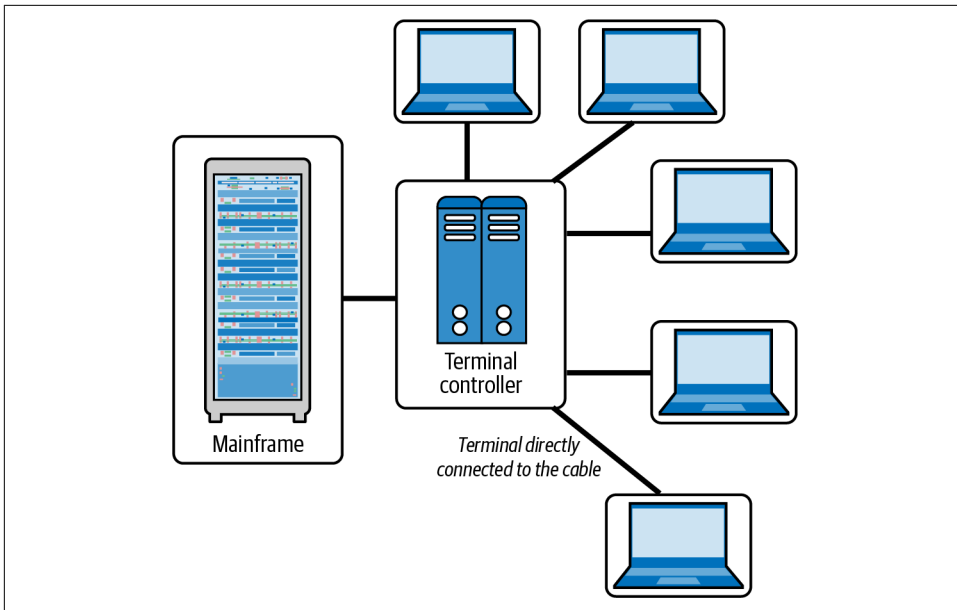 Terminal
controller
Mainframe
Terminal directly
connected to the cable